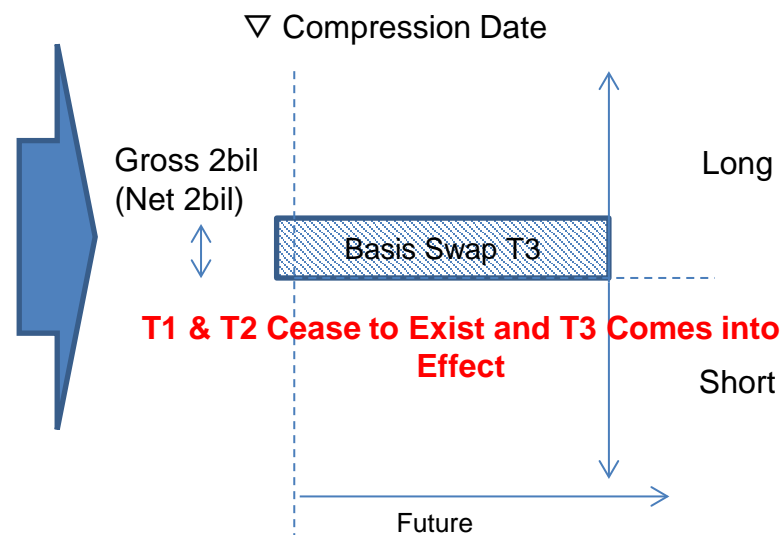 ▽ Compression Date
Gross 2bil
(Net 2bil)
Long
Basis Swap T3
T1 & T2 Cease to Exist and T3 Comes into
Effect
Short
Future